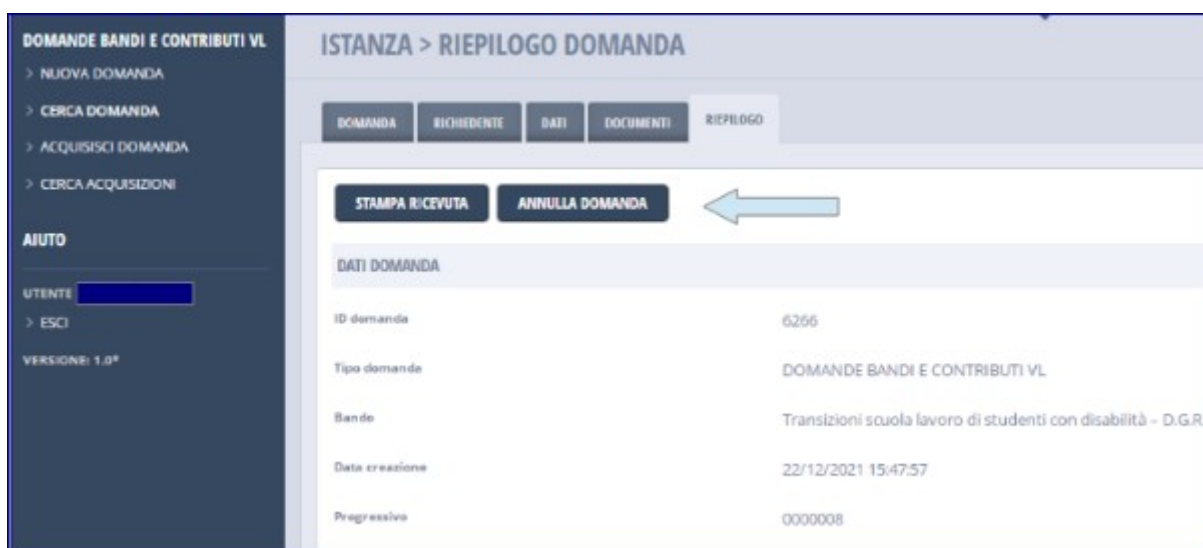 DOMANDE BANDI E CONTRIBUTI VL
> NUOVA DOMANDA
> CERCA DOMANDA
> ACQUISISCI DOMANDA
> CERCA ACQUISIZIONI
AIUTO
UTENTE
> ESCI
VERSIONE: 1.0*
ISTANZA > RIEPILOGO DOMANDA
DOMANDA RICHIEDENTE DATI DOCUMENTI RIEPILOGO
STAMPA RICEVUTA ANNULLA DOMANDA
DATI DOMANDA
ID domanda 6266
Tipo domanda DOMANDE BANDI E CONTRIBUTI VL
Bando Transizioni scuola lavoro di studenti con disabilità – D.G.R
Data creazione 22/12/2021 15:47:57
Progressivo 0000008